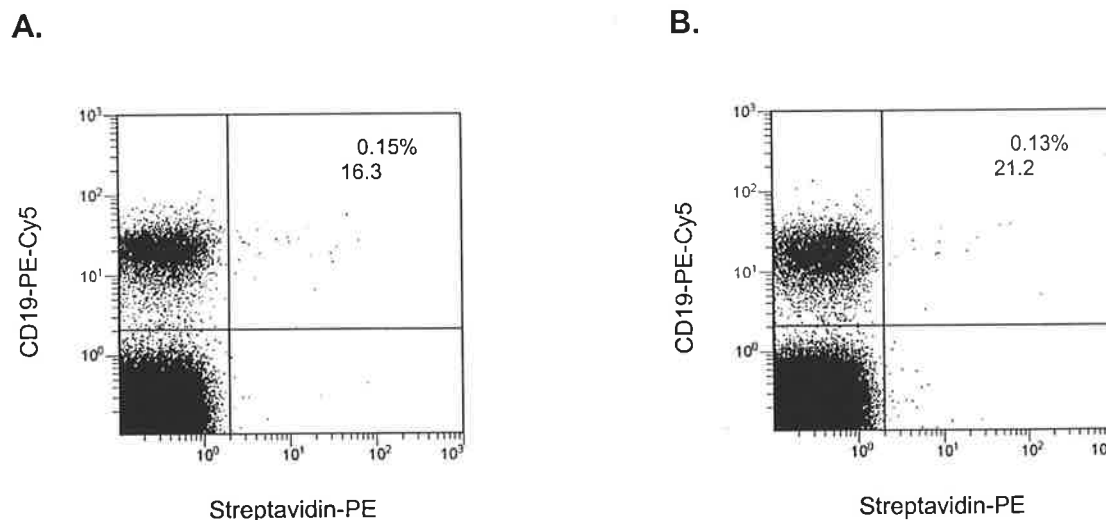 A.
B.
10³
0.15%
16.3
10²
CD19-PE-Cy5
10¹
10⁰
10⁰ 10¹ 10² 10³
Streptavidin-PE
10³
0.13%
21.2
10²
CD19-PE-Cy5
10¹
10⁰
10⁰ 10¹ 10²
Streptavidin-PE